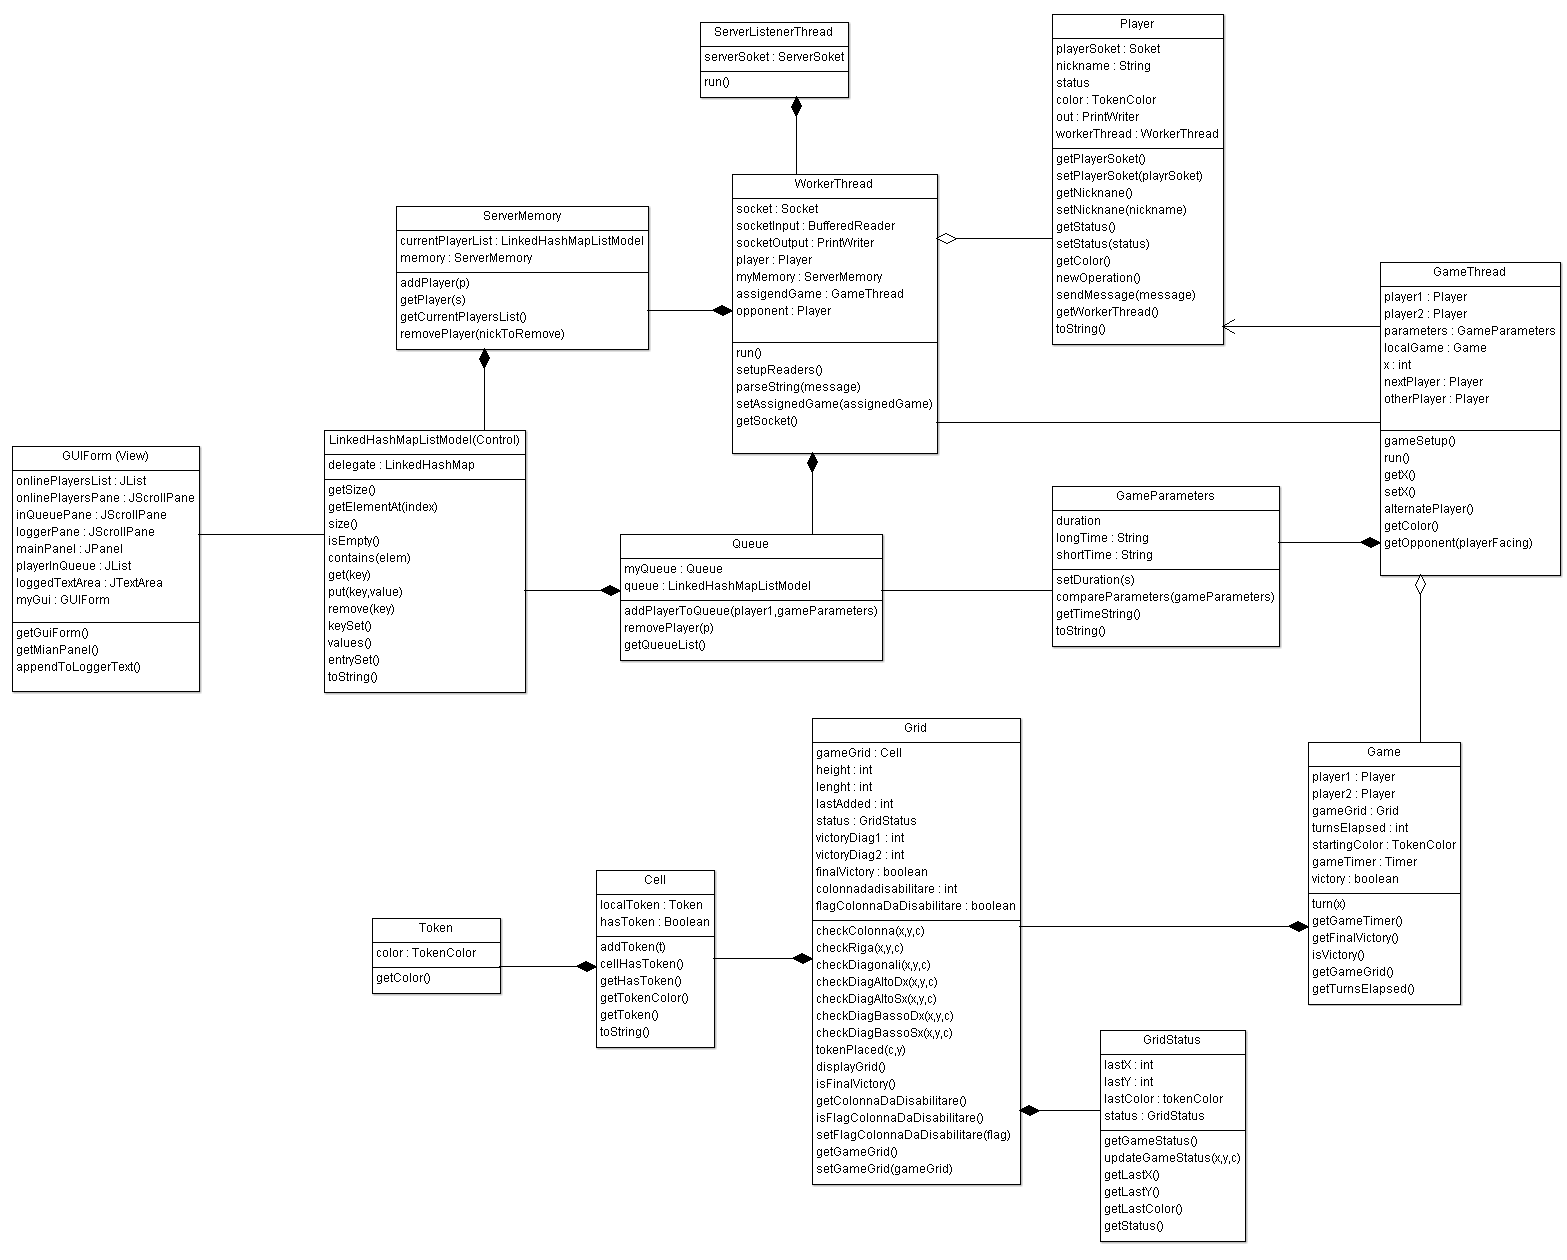 ServerListenerThread
serverSoket : ServerSoket
run()
Player
playerSoket : Soket
nickname : String
status
color : TokenColor
out : PrintWriter
workerThread : WorkerThread
getPlayerSoket()
setPlayerSoket(playrSoket)
getNicknane()
setNicknane(nickname)
getStatus()
setStatus(status)
getColor()
newOperation()
sendMessage(message)
getWorkerThread()
toString()
WorkerThread
socket : Socket
socketInput : BufferedReader
socketOutput : PrintWriter
player : Player
myMemory : ServerMemory
assigendGame : GameThread
opponent : Player
run()
setupReaders()
parseString(message)
setAssignedGame(assignedGame)
getSocket()
ServerMemory
currentPlayerList : LinkedHashMapListModel
memory : ServerMemory
addPlayer(p)
getPlayer(s)
getCurrentPlayersList()
removePlayer(nickToRemove)
GameThread
player1 : Player
player2 : Player
parameters : GameParameters
localGame : Game
x : int
nextPlayer : Player
otherPlayer : Player
gameSetup()
run()
getX()
setX()
alternatePlayer()
getColor()
getOpponent(playerFacing)
GUIForm (View)
onlinePlayersList : JList
onlinePlayersPane : JScrollPane
inQueuePane : JScrollPane
loggerPane : JScrollPane
mainPanel : JPanel
playerInQueue : JList
loggedTextArea : JTextArea
myGui : GUIForm
getGuiForm()
getMianPanel()
appendToLoggerText()
LinkedHashMapListModel(Control)
delegate : LinkedHashMap
getSize()
getElementAt(index)
size()
isEmpty()
contains(elem)
get(key)
put(key,value)
remove(key)
keySet()
values()
entrySet()
toString()
Queue
myQueue : Queue
queue : LinkedHashMapListModel
addPlayerToQueue(player1,gameParameters)
removePlayer(p)
getQueueList()
GameParameters
duration
longTime : String
shortTime : String
setDuration(s)
compareParameters(gameParameters)
getTimeString()
toString()
Grid
gameGrid : Cell
height : int
lenght : int
lastAdded : int
status : GridStatus
victoryDiag1 : int
victoryDiag2 : int
finalVictory : boolean
colonnadadisabilitare : int
flagColonnaDaDisabilitare : boolean
checkColonna(x,y,c)
checkRiga(x,y,c)
checkDiagonali(x,y,c)
checkDiagAltoDx(x,y,c)
checkDiagAltoSx(x,y,c)
checkDiagBassoDx(x,y,c)
checkDiagBassoSx(x,y,c)
tokenPlaced(c,y)
displayGrid()
isFinalVictory()
getColonnaDaDisabilitare()
isFlagColonnaDaDisabilitare()
setFlagColonnaDaDisabilitare(flag)
getGameGrid()
setGameGrid(gameGrid)
Game
player1 : Player
player2 : Player
gameGrid : Grid
turnsElapsed : int
startingColor : TokenColor
gameTimer : Timer
victory : boolean
turn(x)
getGameTimer()
getFinalVictory()
isVictory()
getGameGrid()
getTurnsElapsed()
Cell
localToken : Token
hasToken : Boolean
addToken(t)
cellHasToken()
getHasToken()
getTokenColor()
getToken()
toString()
Token
color : TokenColor
getColor()
GridStatus
lastX : int
lastY : int
lastColor : tokenColor
status : GridStatus
getGameStatus()
updateGameStatus(x,y,c)
getLastX()
getLastY()
getLastColor()
getStatus()